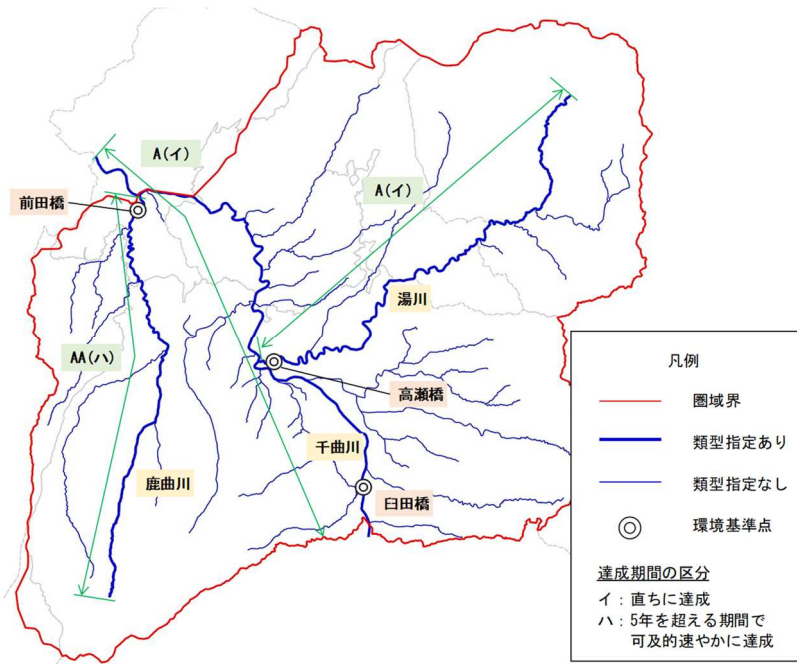 A(イ)
前田橋
A(イ)
湯川
AA(ハ)
高瀬橋
千曲川
鹿曲川
臼田橋
凡例
圏域界
類型指定あり
類型指定なし
環境基準点
達成期間の区分
イ：直ちに達成
ハ：5年を超える期間で
可及的速やかに達成